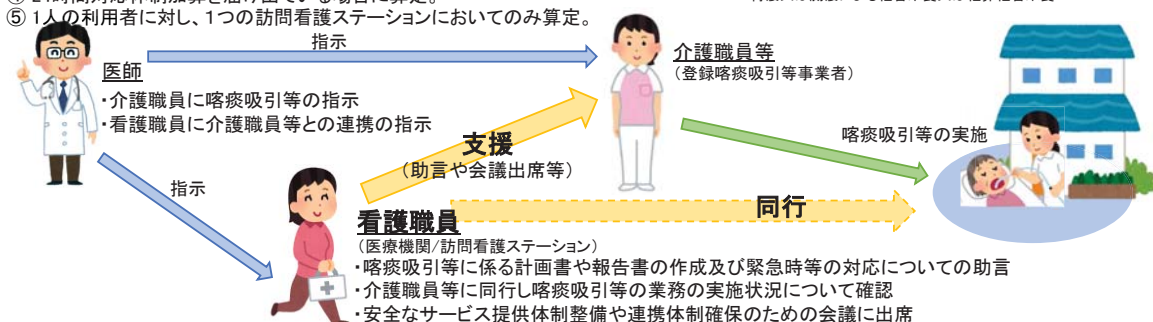 ⑤ 1人の利用者に対し、1つの訪問看護ステーションにおいてのみ算定。
指示
医師
・介護職員に喀痰吸引等の指示
・看護職員に介護職員等との連携の指示
介護職員等
（登録喀痰吸引等事業者）
支援
（助言や会議出席等）
喀痰吸引等の実施
指示
同行
看護職員
（医療機関/訪問看護ステーション）
・喀痰吸引等に係る計画書や報告書の作成及び緊急時等の対応についての助言
・介護職員等に同行し喀痰吸引等の業務の実施状況について確認
・安全なサービス提供体制整備や連携体制確保のための会議に出席